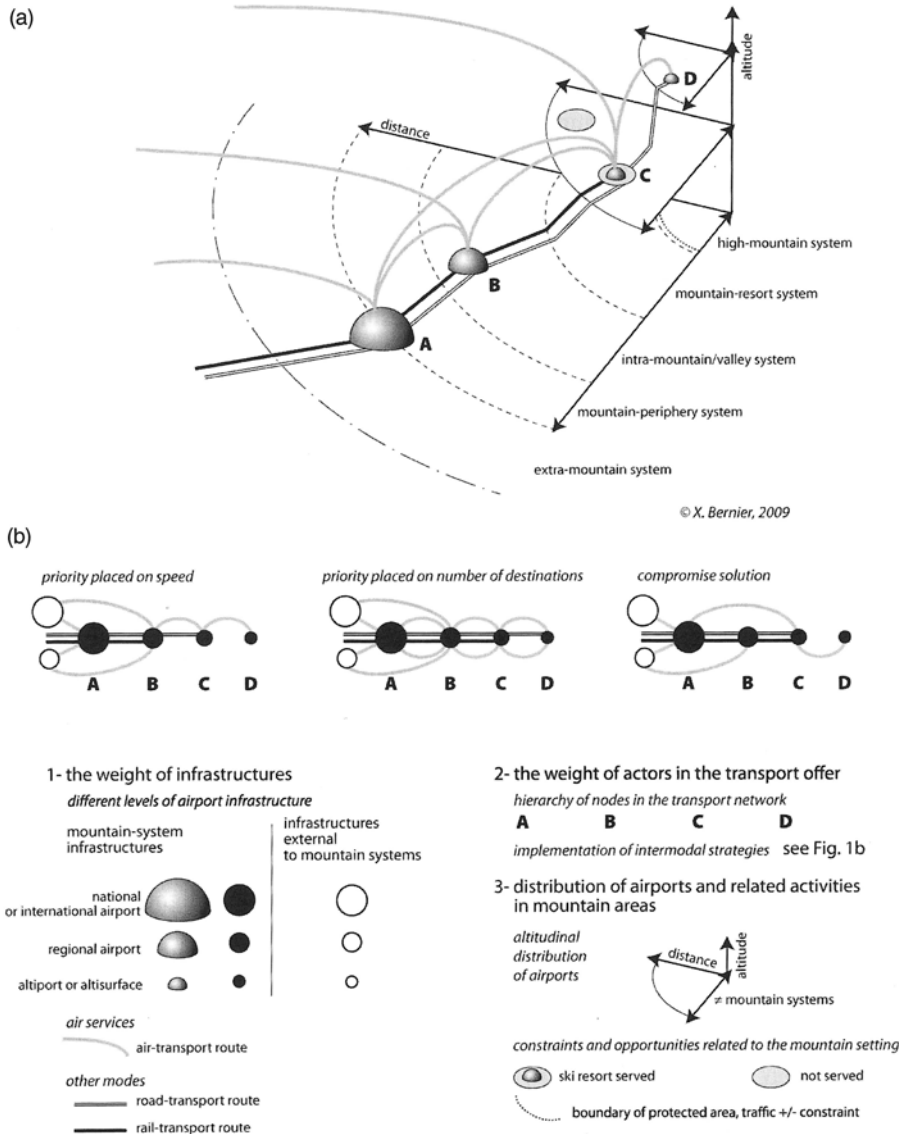 (a)
altitude
D
distance
C
high-mountain system
B
mountain-resort system
A
intra-mountain/valley system
mountain-periphery system
extra-mountain system
© X. Bernier, 2009
(b)
priority placed on speed
priority placed on number of destinations
compromise solution
A B C D
A B C D
A B C D
1- the weight of infrastructures
different levels of airport infrastructure
mountain-system
infrastructures
infrastructures
external
to mountain systems
national
or international airport
regional airport
altiport or altisurface
air services
air-transport route
other modes
road-transport route
rail-transport route
2- the weight of actors in the transport offer
hierarchy of nodes in the transport network
A B C D
implementation of intermodal strategies see Fig. 1b
3- distribution of airports and related activities
in mountain areas
altitudinal
distribution
of airports
distance
altitude
≠ mountain systems
constraints and opportunities related to the mountain setting
ski resort served
not served
boundary of protected area, traffic +/- constraint